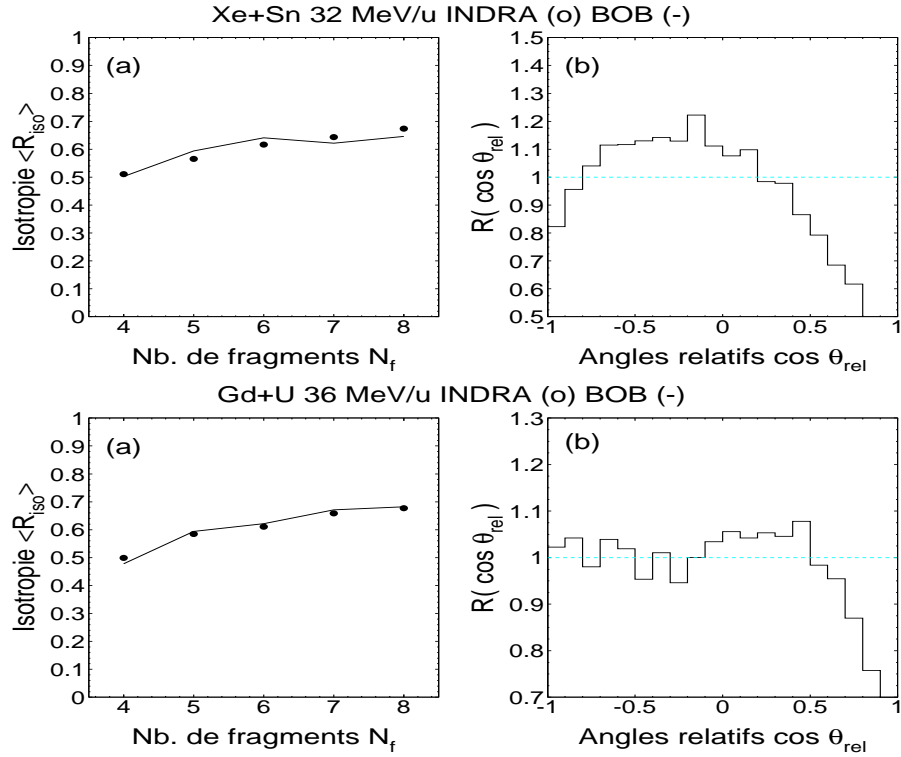 Xe+Sn 32 MeV/u INDRA (o) BOB (-)
Isotropie <R_iso>
1
0.9
0.8
0.7
0.6
0.5
0.4
0.3
0.2
0.1
0
(a)
4 5 6 7 8
Nb. de fragments N_f
R( cos θ_rel)
1.5
1.4
1.3
1.2
1.1
1
0.9
0.8
0.7
0.6
0.5
(b)
-1 -0.5 0 0.5 1
Angles relatifs cos θ_rel
Gd+U 36 MeV/u INDRA (o) BOB (-)
Isotropie <R_iso>
1
0.9
0.8
0.7
0.6
0.5
0.4
0.3
0.2
0.1
0
(a)
4 5 6 7 8
Nb. de fragments N_f
R( cos θ_rel)
1.3
1.2
1.1
1
0.9
0.8
0.7
(b)
-1 -0.5 0 0.5 1
Angles relatifs cos θ_rel